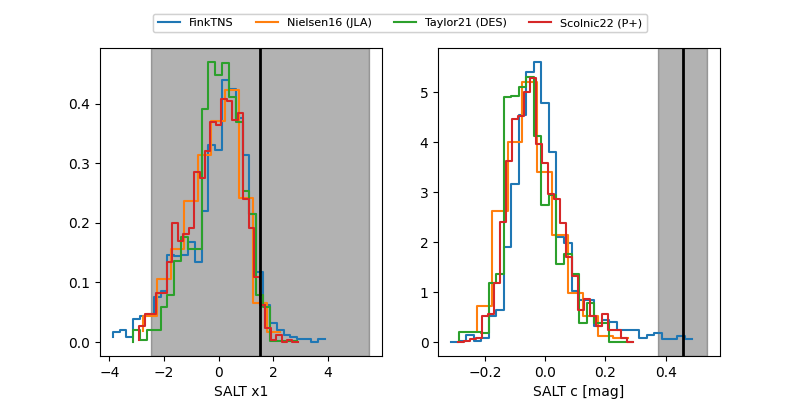 FinkTNS Nielsen16 (JLA) Taylor21 (DES) Scolnic22 (P+)
0.4
0.3
0.2
0.1
0.0
−4 −2 0 2 4
SALT x1
5
4
3
2
1
0
−0.2 0.0 0.2 0.4
SALT c [mag]